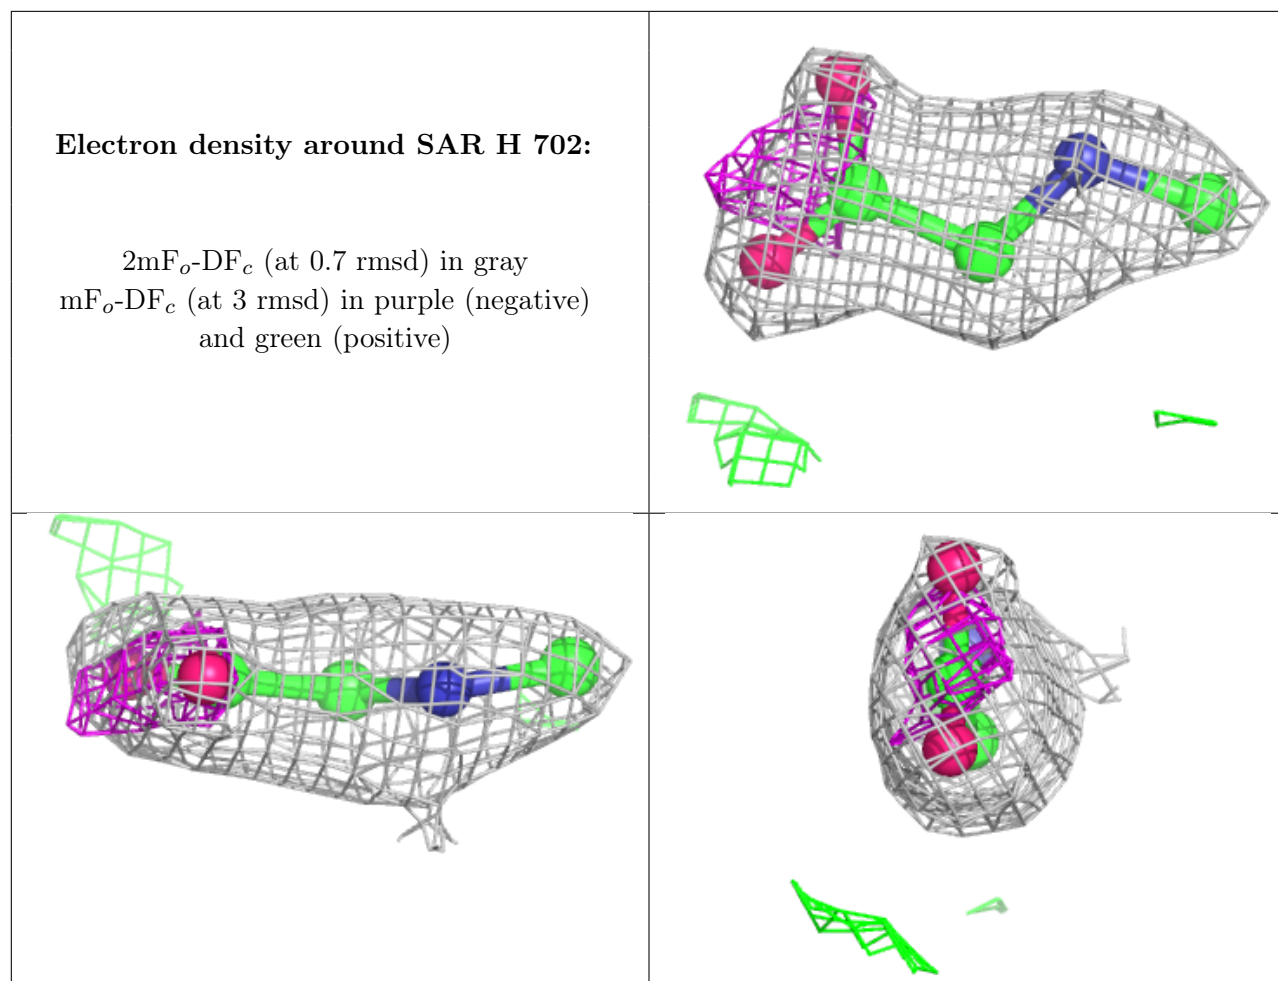 Electron density around SAR H 702:
2mFₒ-DF𝒸 (at 0.7 rmsd) in gray
mFₒ-DF𝒸 (at 3 rmsd) in purple (negative)
and green (positive)